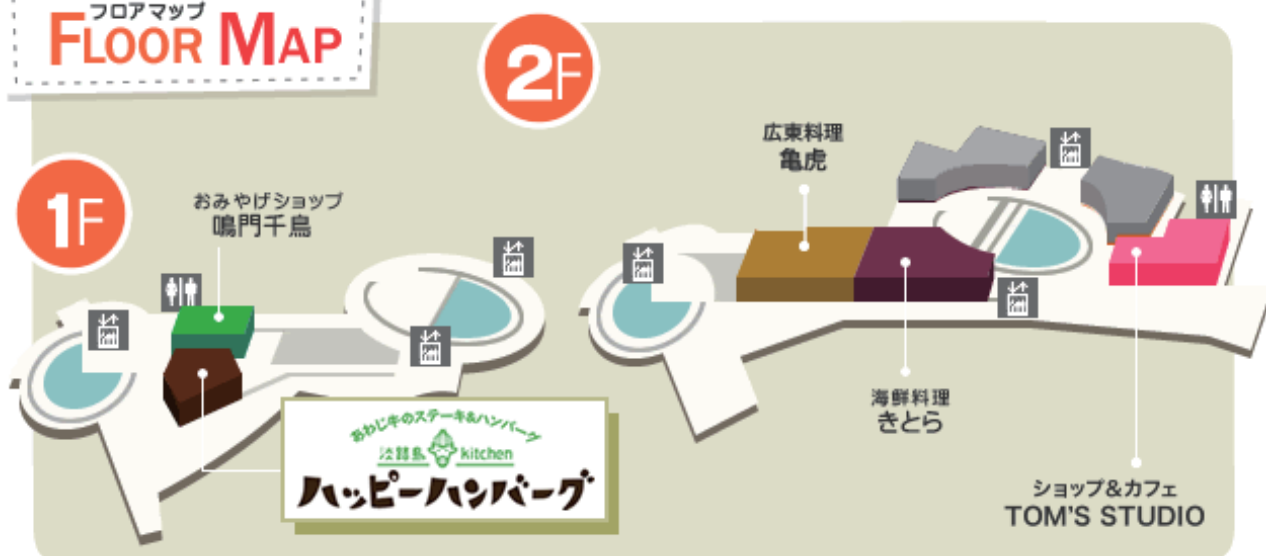 フロアマップ
FLOOR MAP
2F
広東料理
亀虎
1F
おみやげショップ
鳴門千鳥
海鮮料理
きとら
あわじ牛のステーキ&ハンバーグ
淡路島 kitchen
ハッピーハンバーグ
ショップ&カフェ
TOM'S STUDIO